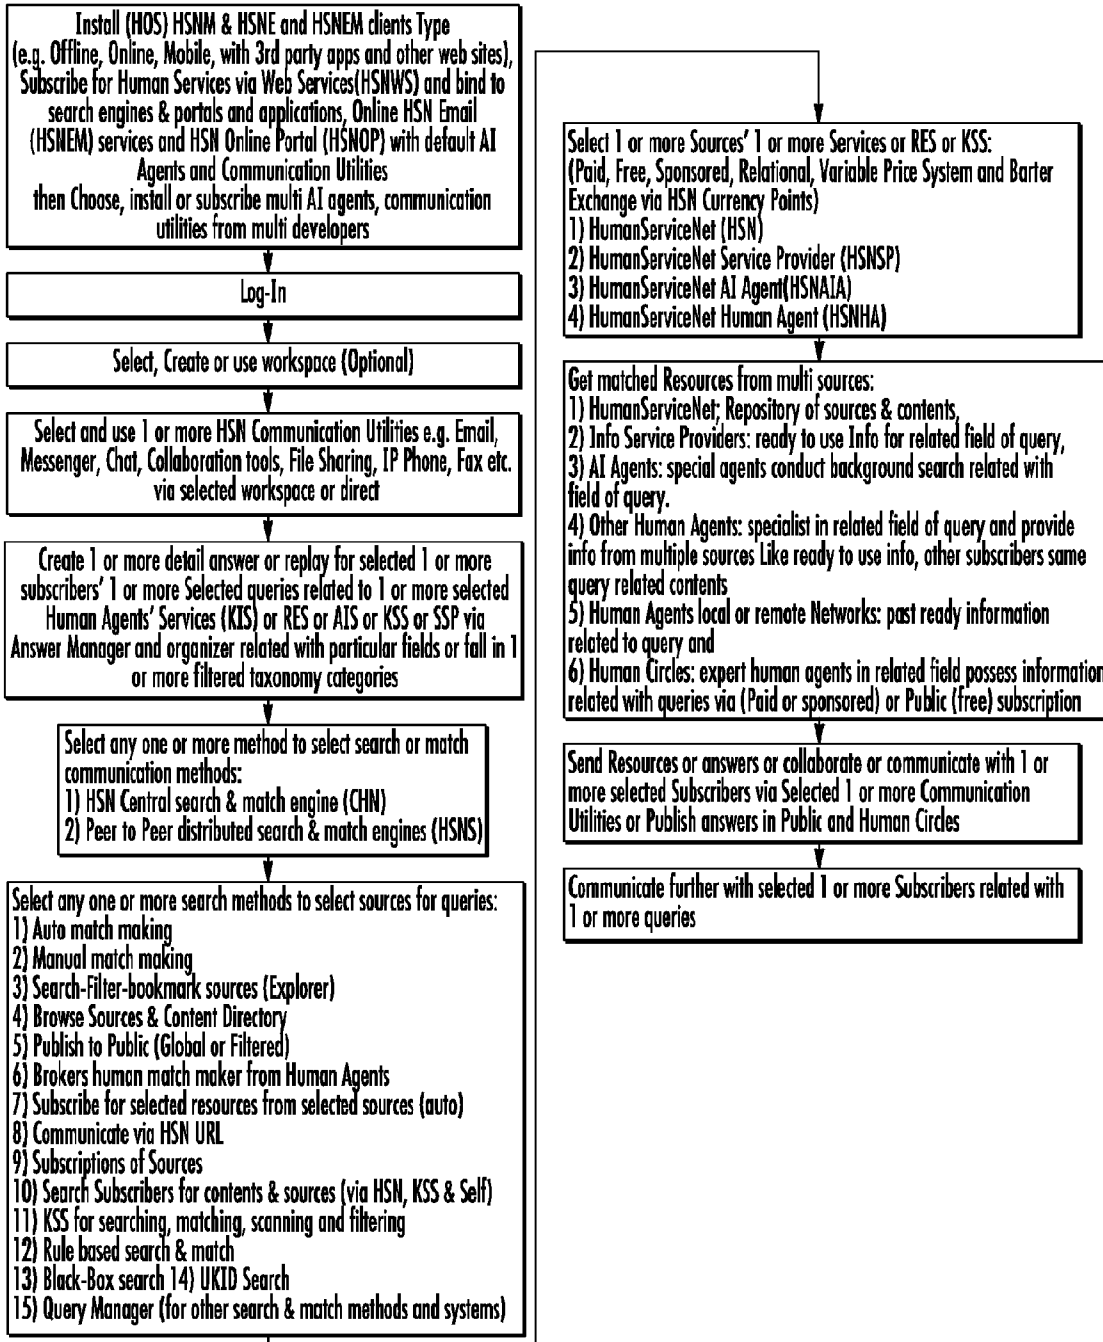 Install (HOS) HSNM & HSNE and HSNEM clients Type
(e.g. Offline, Online, Mobile, with 3rd party apps and other web sites),
Subscribe for Human Services via Web Services(HSNWS) and bind to
search engines & portals and applications, Online HSN Email
(HSNEM) services and HSN Online Portal (HSNOP) with default AI
Agents and Communication Utilities
then Choose, install or subscribe multi AI agents, communication
utilities from multi developers
Log-In
Select, Create or use workspace (Optional)
Select and use 1 or more HSN Communication Utilities e.g. Email,
Messenger, Chat, Collaboration tools, File Sharing, IP Phone, Fax etc.
via selected workspace or direct
Create 1 or more detail answer or replay for selected 1 or more
subscribers' 1 or more Selected queries related to 1 or more selected
Human Agents' Services (KIS) or RES or AIS or KSS or SSP via
Answer Manager and organizer related with particular fields or fall in 1
or more filtered taxonomy categories
Select any one or more method to select search or match
communication methods:
1) HSN Central search & match engine (CHN)
2) Peer to Peer distributed search & match engines (HSNS)
Select any one or more search methods to select sources for queries:
1) Auto match making
2) Manual match making
3) Search-Filter-bookmark sources (Explorer)
4) Browse Sources & Content Directory
5) Publish to Public (Global or Filtered)
6) Brokers human match maker from Human Agents
7) Subscribe for selected resources from selected sources (auto)
8) Communicate via HSN URL
9) Subscriptions of Sources
10) Search Subscribers for contents & sources (via HSN, KSS & Self)
11) KSS for searching, matching, scanning and filtering
12) Rule based search & match
13) Black-Box search 14) UKID Search
15) Query Manager (for other search & match methods and systems)
Select 1 or more Sources' 1 or more Services or RES or KSS:
(Paid, Free, Sponsored, Relational, Variable Price System and Barter
Exchange via HSN Currency Points)
1) HumanServiceNet (HSN)
2) HumanServiceNet Service Provider (HSNSP)
3) HumanServiceNet AI Agent(HSNAIA)
4) HumanServiceNet Human Agent (HSNHA)
Get matched Resources from multi sources:
1) HumanServiceNet; Repository of sources & contents,
2) Info Service Providers: ready to use Info for related field of query,
3) AI Agents: special agents conduct background search related with
field of query.
4) Other Human Agents: specialist in related field of query and provide
info from multiple sources Like ready to use info, other subscribers same
query related contents
5) Human Agents local or remote Networks: past ready information
related to query and
6) Human Circles: expert human agents in related field possess information
related with queries via (Paid or sponsored) or Public (free) subscription
Send Resources or answers or collaborate or communicate with 1 or
more selected Subscribers via Selected 1 or more Communication
Utilities or Publish answers in Public and Human Circles
Communicate further with selected 1 or more Subscribers related with
1 or more queries